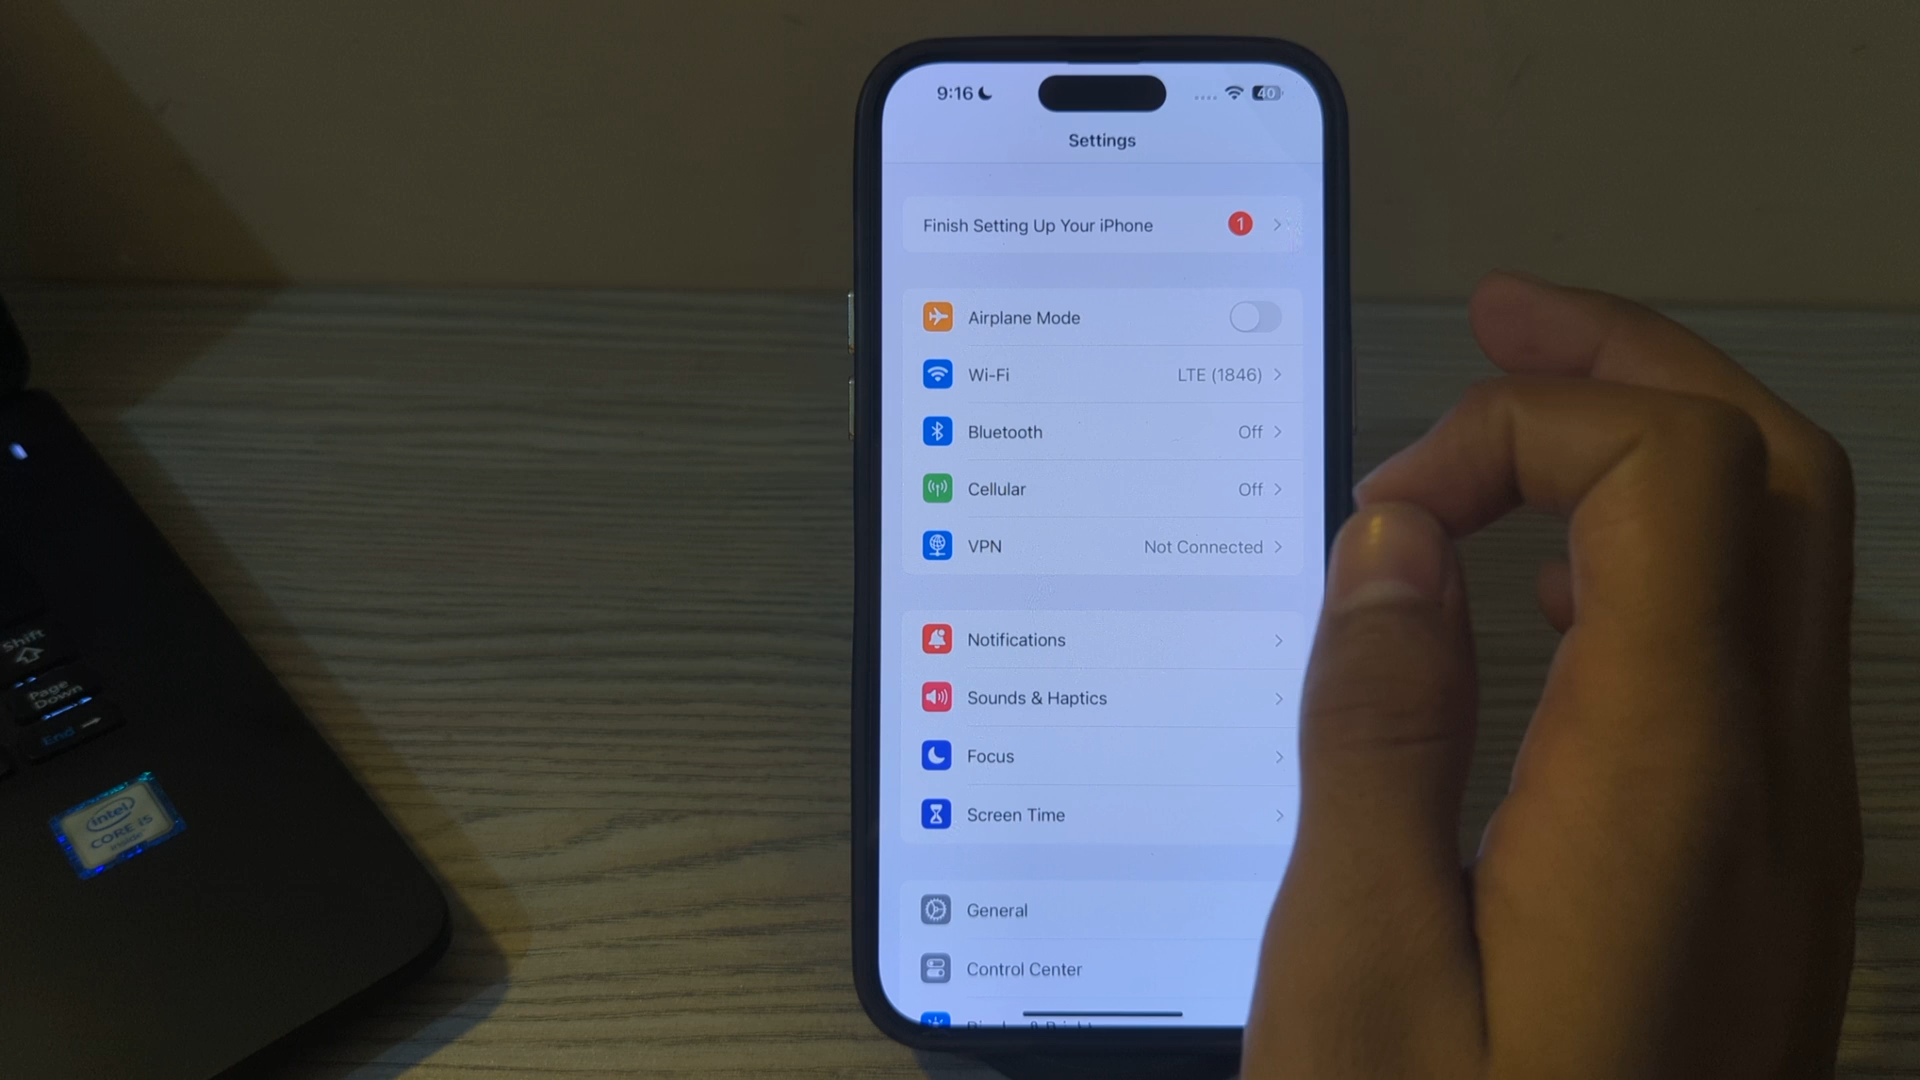 9:16
40
Settings
Finish Setting Up Your iPhone 1
Airplane Mode
Wi-Fi LTE (1846)
Bluetooth Off
Cellular Off
VPN Not Connected
Notifications
Sounds & Haptics
Focus
Screen Time
General
Control Center
Shift
Page Down
End
intel
CORE i5
inside